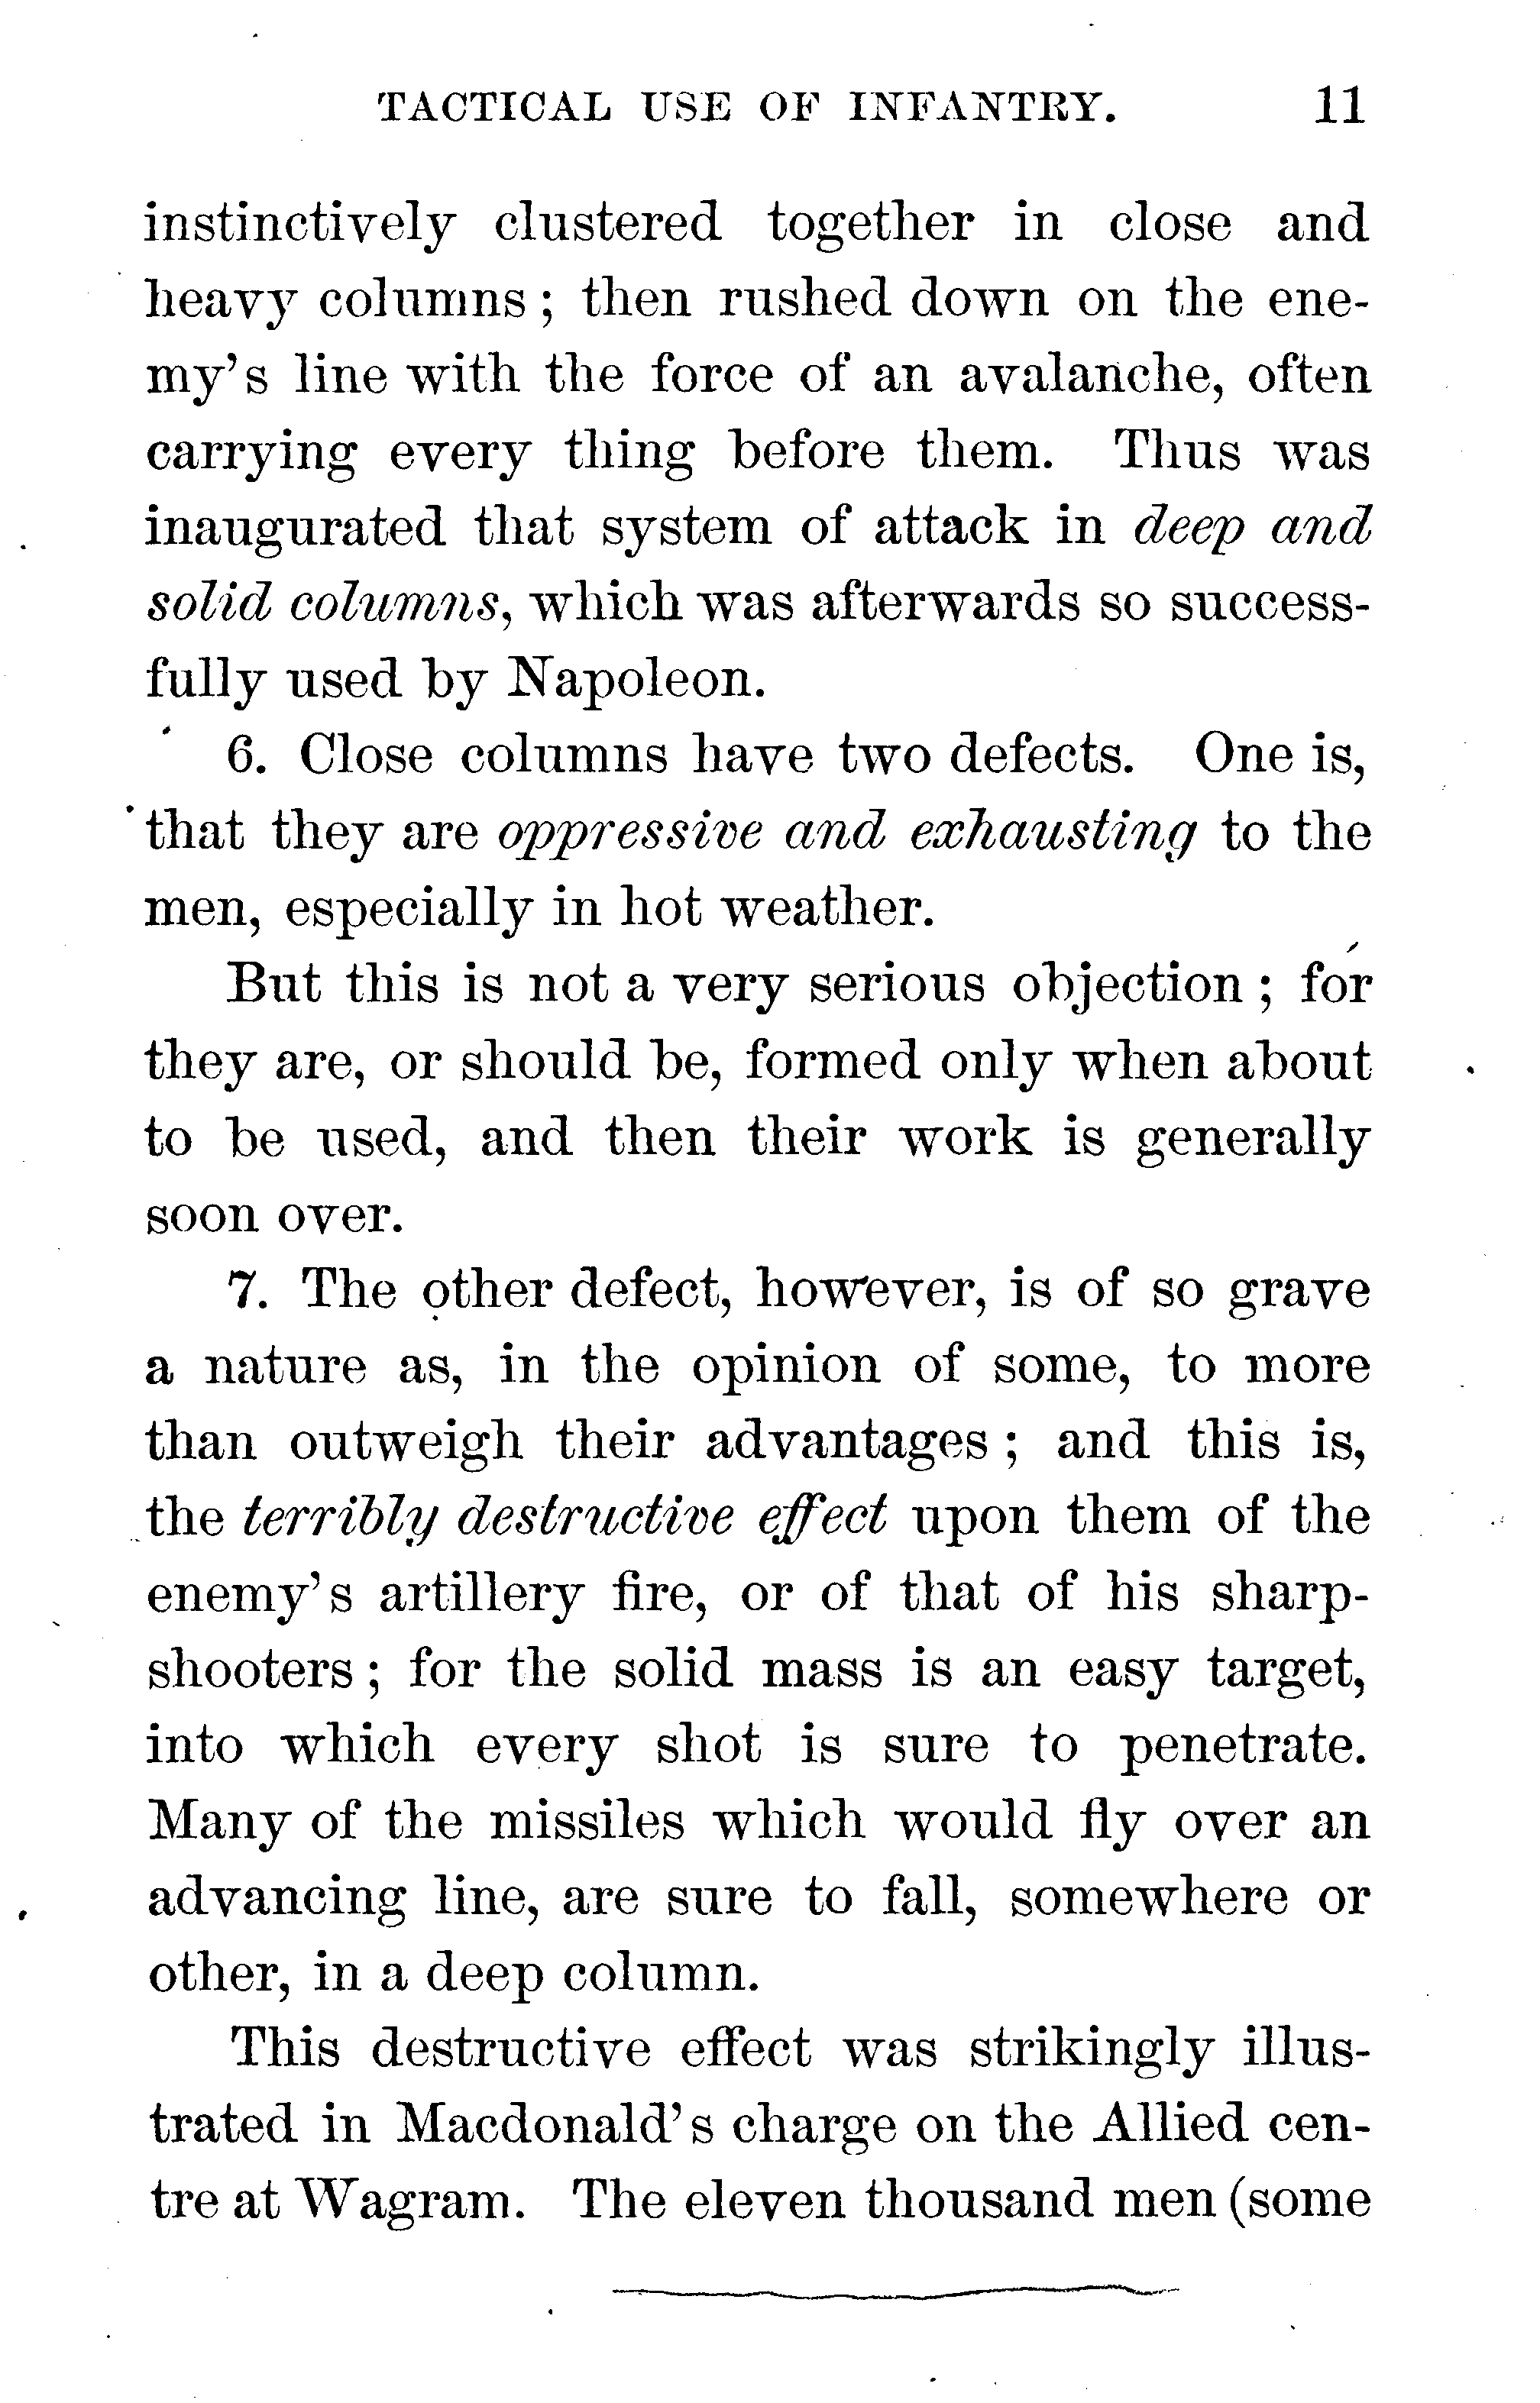 TACTICAL USE OF INFANTRY. 11
instinctively clustered together in close and
heavy columns; then rushed down on the ene-
my's line with the force of an avalanche, often
carrying every thing before them. Thus was
inaugurated that system of attack in deep and
solid columns, which was afterwards so success-
fully used by Napoleon.
6. Close columns have two defects. One is,
that they are oppressive and exhausting to the
men, especially in hot weather.
But this is not a very serious objection; for
they are, or should be, formed only when about
to be used, and then their work is generally
soon over.
7. The other defect, however, is of so grave
a nature as, in the opinion of some, to more
than outweigh their advantages; and this is,
the terribly destructive effect upon them of the
enemy's artillery fire, or of that of his sharp-
shooters; for the solid mass is an easy target,
into which every shot is sure to penetrate.
Many of the missiles which would fly over an
advancing line, are sure to fall, somewhere or
other, in a deep column.
This destructive effect was strikingly illus-
trated in Macdonald's charge on the Allied cen-
tre at Wagram. The eleven thousand men (some